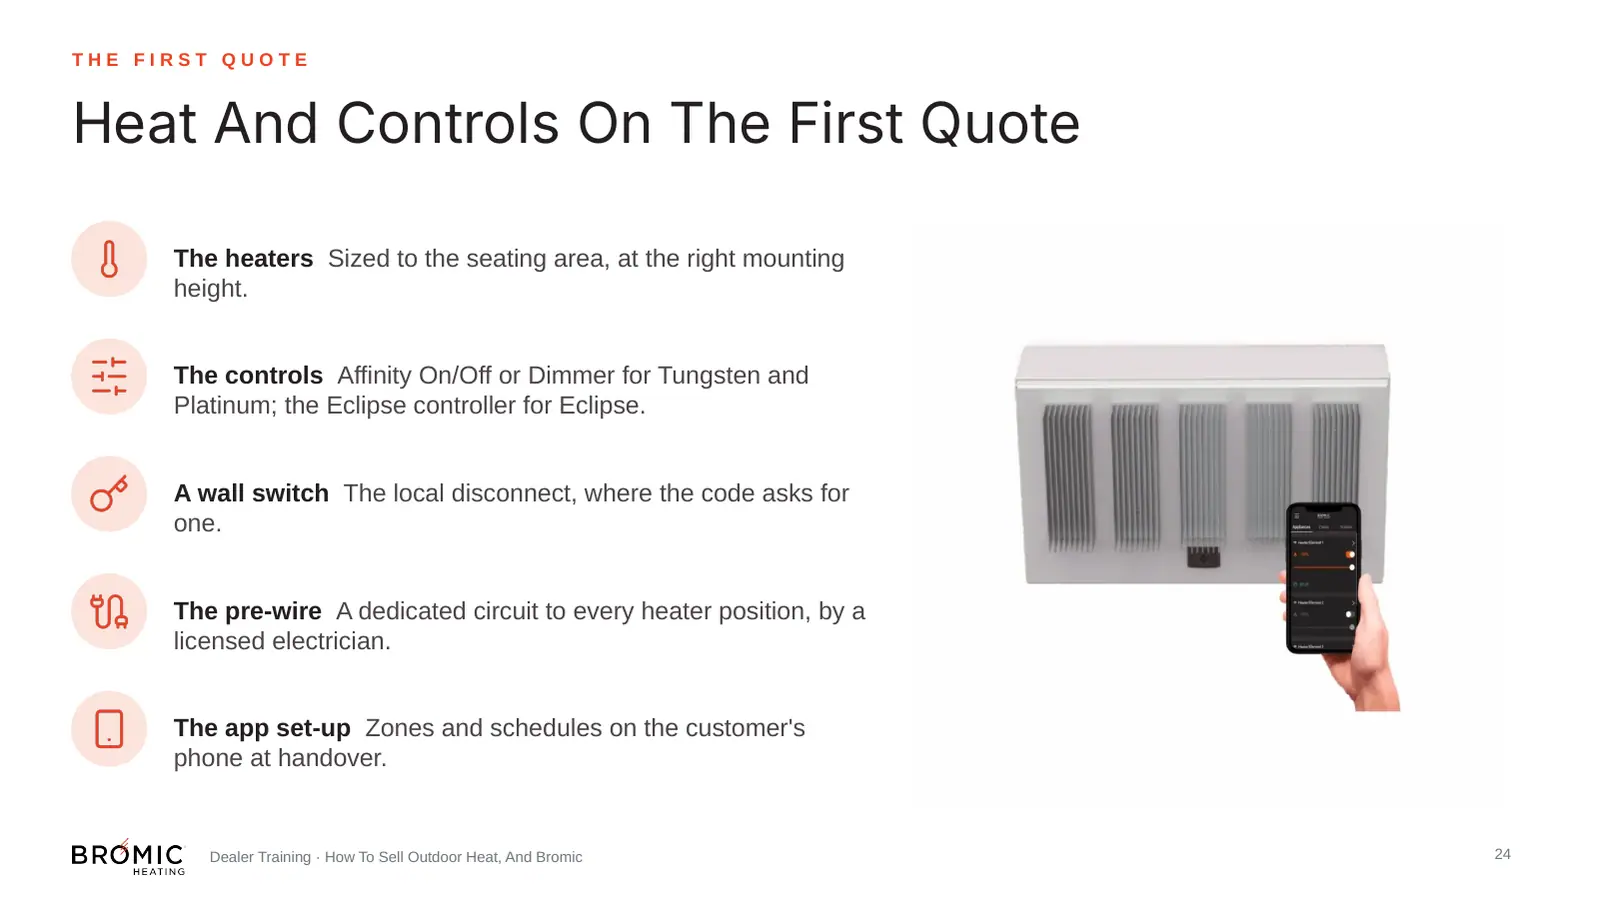 THE FIRST QUOTE
Heat And Controls On The First Quote
The heaters Sized to the seating area, at the right mounting
height.
The controls Affinity On/Off or Dimmer for Tungsten and
Platinum; the Eclipse controller for Eclipse.
A wall switch The local disconnect, where the code asks for
one.
The pre-wire A dedicated circuit to every heater position, by a
licensed electrician.
The app set-up Zones and schedules on the customer's
phone at handover.
BROMIC
HEATING
Dealer Training · How To Sell Outdoor Heat, And Bromic
24